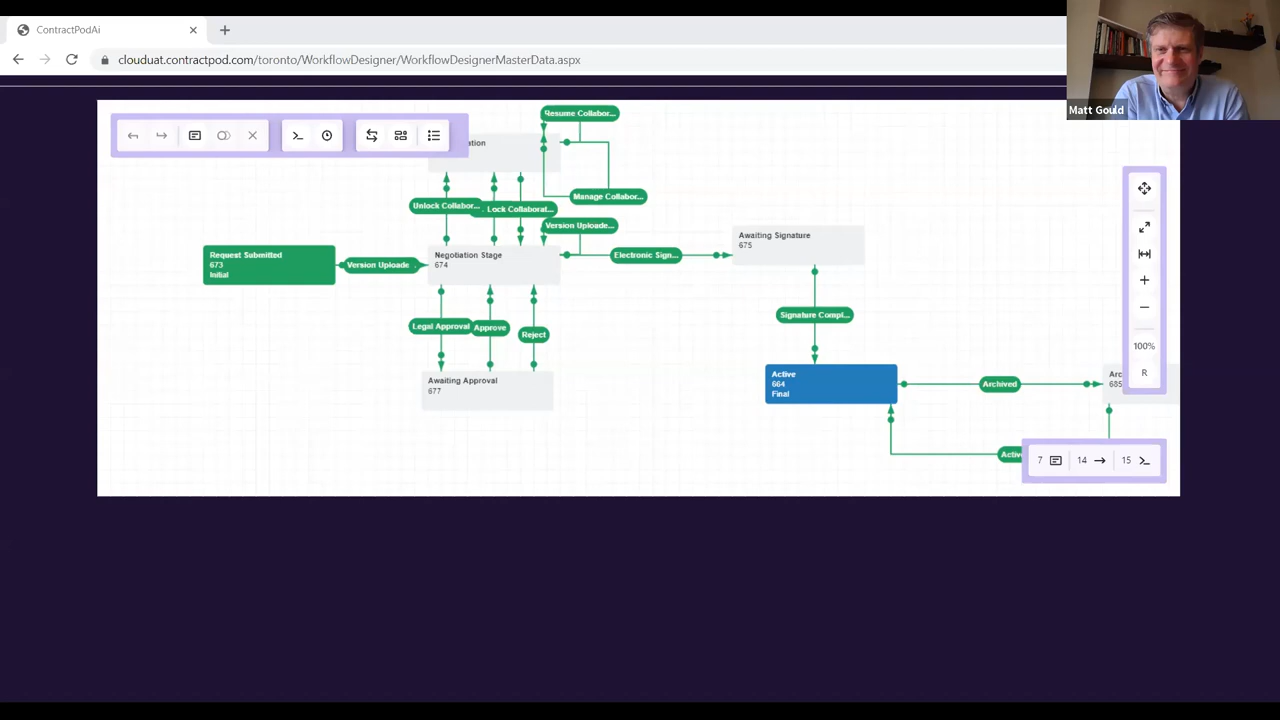 ContractPodAi
clouduat.contractpod.com/toronto/WorkflowDesigner/WorkflowDesignerMasterData.aspx
Matt Gould
Resume Collabor...
ation
Manage Collabor...
Unlock Collabor...
Lock Collaborat...
Version Uploade...
Request Submitted
673
Initial
Version Uploade
Negotiation Stage
674
Electronic Sign...
Awaiting Signature
675
Signature Compl...
Legal Approval
Approve
Reject
Awaiting Approval
677
Active
664
Final
Archived
Arc
685
Activ
100%
R
7
14
15